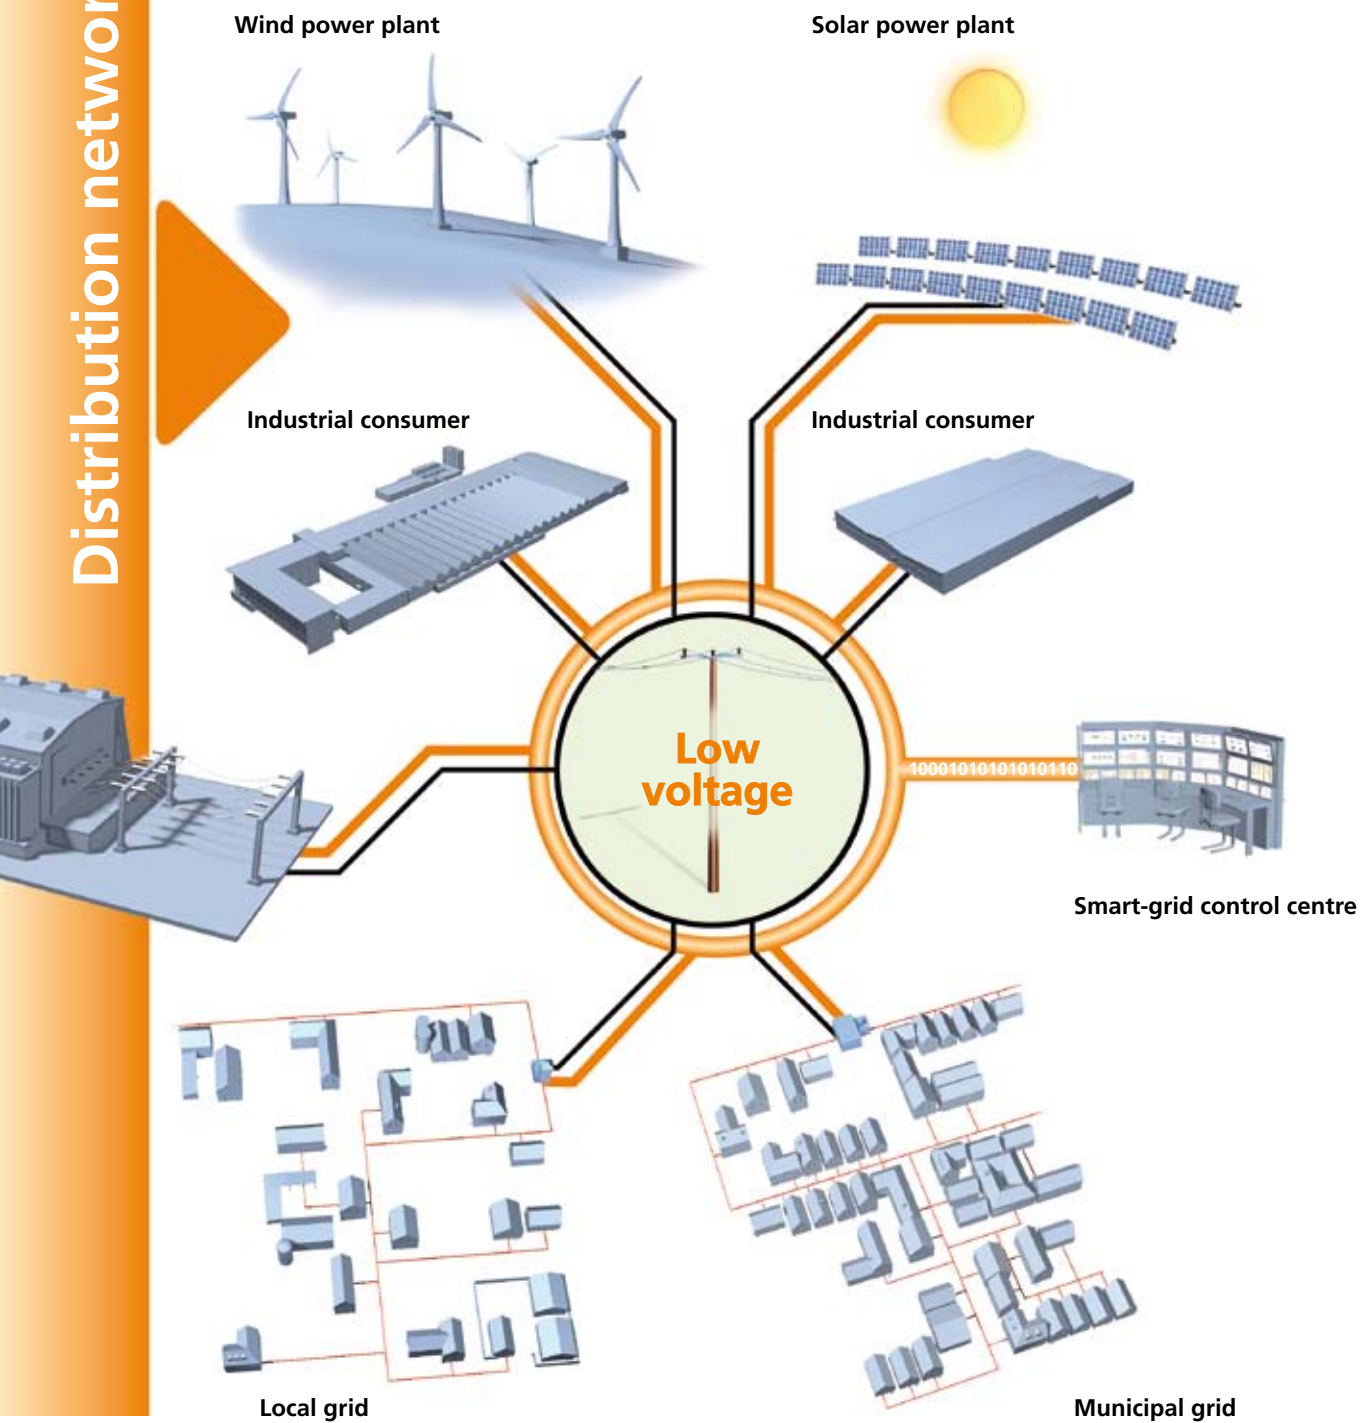 Wind power plant
Solar power plant
Distribution networ
Industrial consumer
Industrial consumer
Low
voltage
10001010101010110
Smart-grid control centre
Local grid
Municipal grid